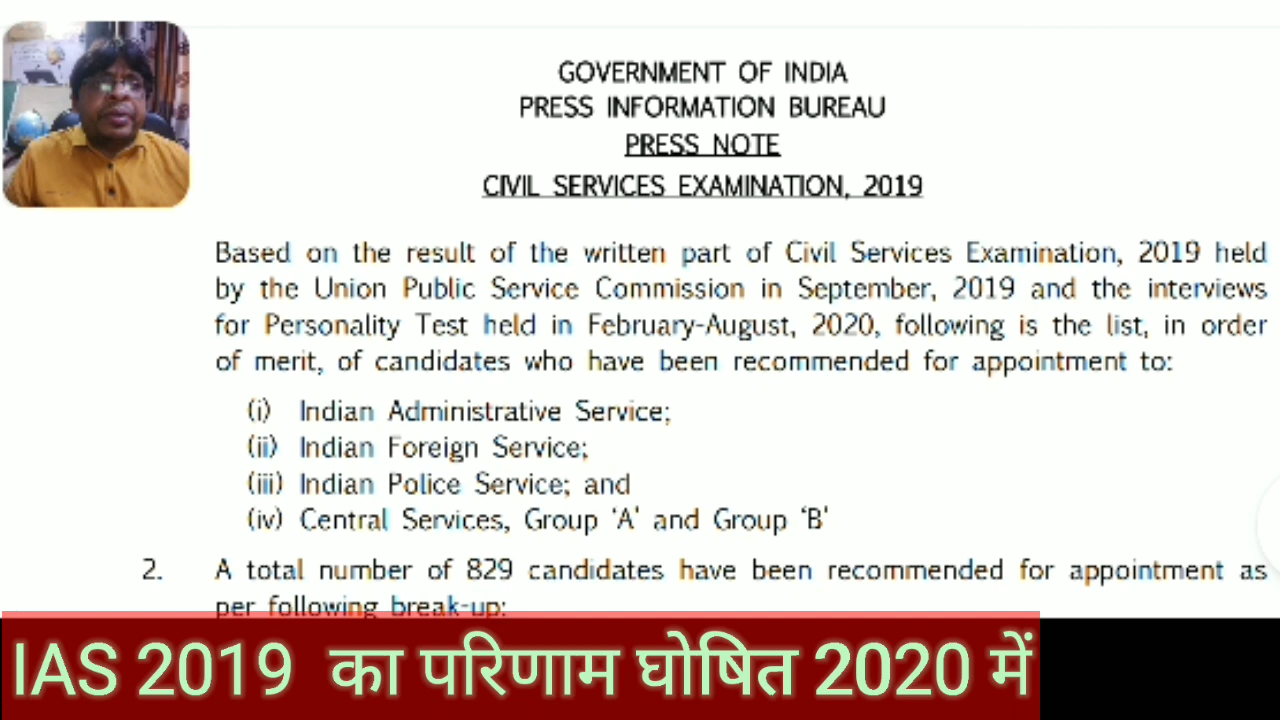 GOVERNMENT OF INDIA
PRESS INFORMATION BUREAU
PRESS NOTE
CIVIL SERVICES EXAMINATION, 2019
Based on the result of the written part of Civil Services Examination, 2019 held
by the Union Public Service Commission in September, 2019 and the interviews
for Personality Test held in February-August, 2020, following is the list, in order
of merit, of candidates who have been recommended for appointment to:
(i) Indian Administrative Service;
(ii) Indian Foreign Service;
(iii) Indian Police Service; and
(iv) Central Services, Group ‘A’ and Group ‘B’
2. A total number of 829 candidates have been recommended for appointment as
per following break-up:
IAS 2019 का परिणाम घोषित 2020 में